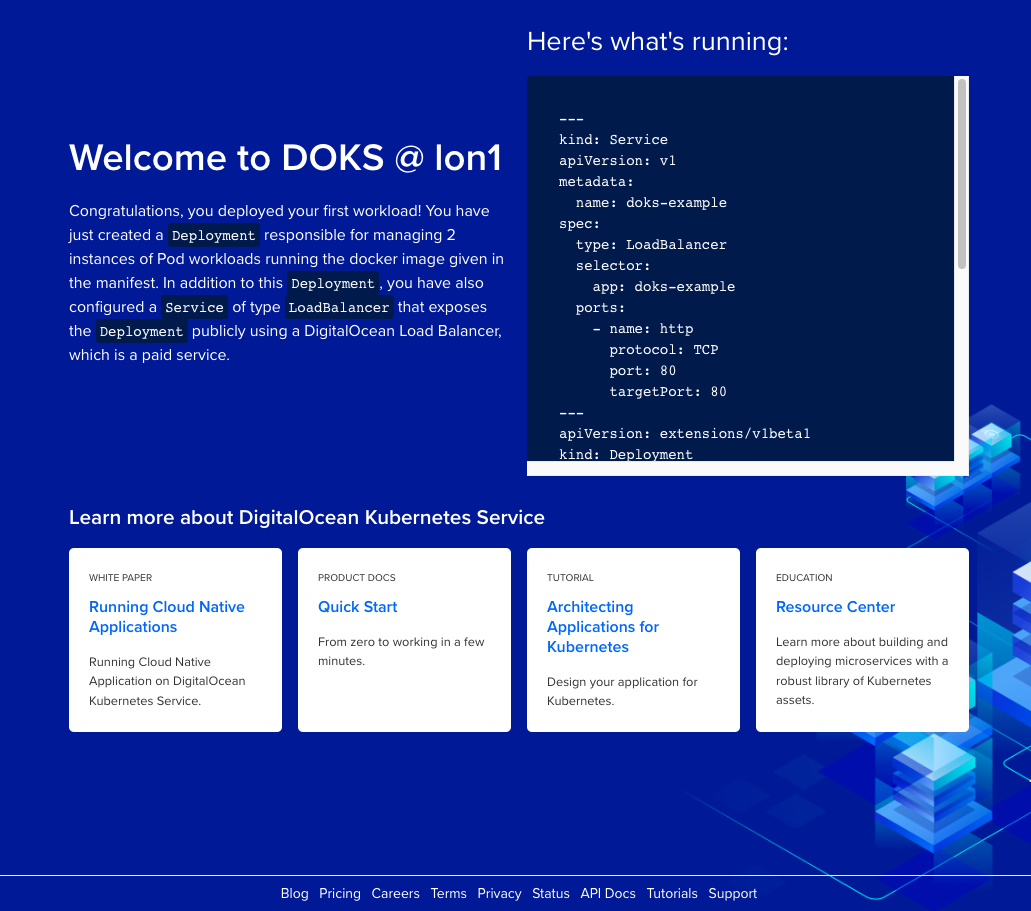 Welcome to DOKS @ lon1
Congratulations, you deployed your first workload! You have
just created a Deployment responsible for managing 2
instances of Pod workloads running the docker image given in
the manifest. In addition to this Deployment, you have also
configured a Service of type LoadBalancer that exposes
the Deployment publicly using a DigitalOcean Load Balancer,
which is a paid service.
Here's what's running:
---
kind: Service
apiVersion: v1
metadata:
  name: doks-example
spec:
  type: LoadBalancer
  selector:
    app: doks-example
  ports:
    - name: http
      protocol: TCP
      port: 80
      targetPort: 80
---
apiVersion: extensions/v1beta1
kind: Deployment
Learn more about DigitalOcean Kubernetes Service
WHITE PAPER
Running Cloud Native
Applications
Running Cloud Native
Application on DigitalOcean
Kubernetes Service.
PRODUCT DOCS
Quick Start
From zero to working in a few
minutes.
TUTORIAL
Architecting
Applications for
Kubernetes
Design your application for
Kubernetes.
EDUCATION
Resource Center
Learn more about building and
deploying microservices with a
robust library of Kubernetes
assets.
Blog Pricing Careers Terms Privacy Status API Docs Tutorials Support